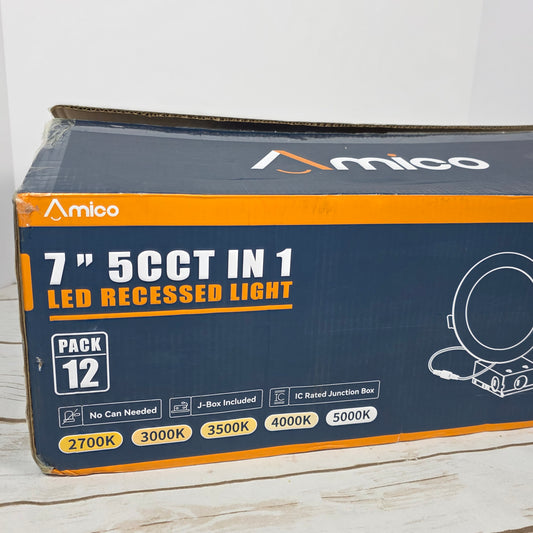 Amico
Amico
7" 5CCT IN 1
LED RECESSED LIGHT
PACK
12
No Can Needed
J-Box Included
IC Rated Junction Box
2700K
3000K
3500K
4000K
5000K